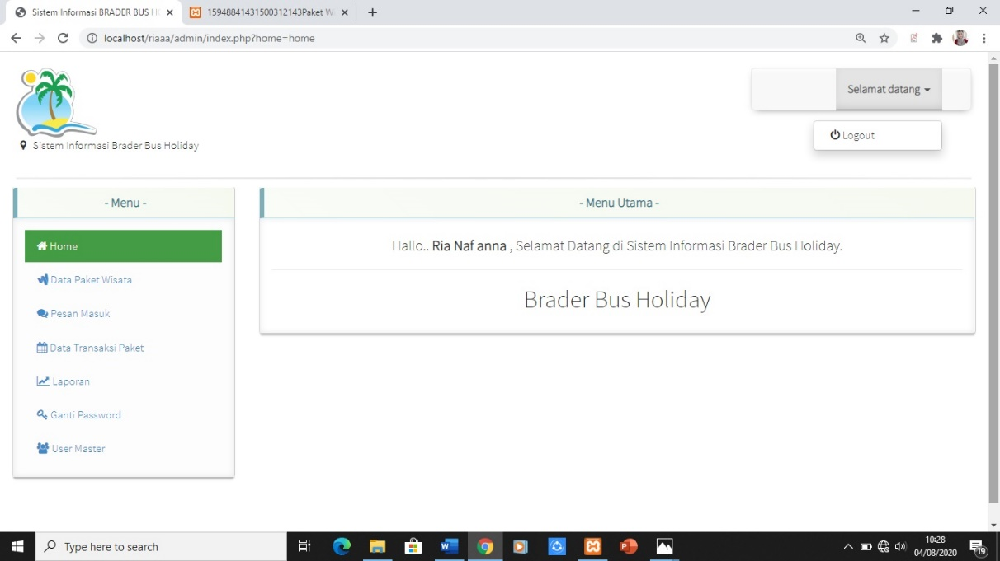 Sistem Informasi BRADER BUS H
15948841431500312143Paket W
localhost/riaaa/admin/index.php?home=home
Selamat datang
Logout
Sistem Informasi Brader Bus Holiday
- Menu -
Home
Data Paket Wisata
Pesan Masuk
Data Transaksi Paket
Laporan
Ganti Password
User Master
- Menu Utama -
Hallo.. Ria Naf anna , Selamat Datang di Sistem Informasi Brader Bus Holiday.
Brader Bus Holiday
Type here to search
10:28
04/08/2020
19